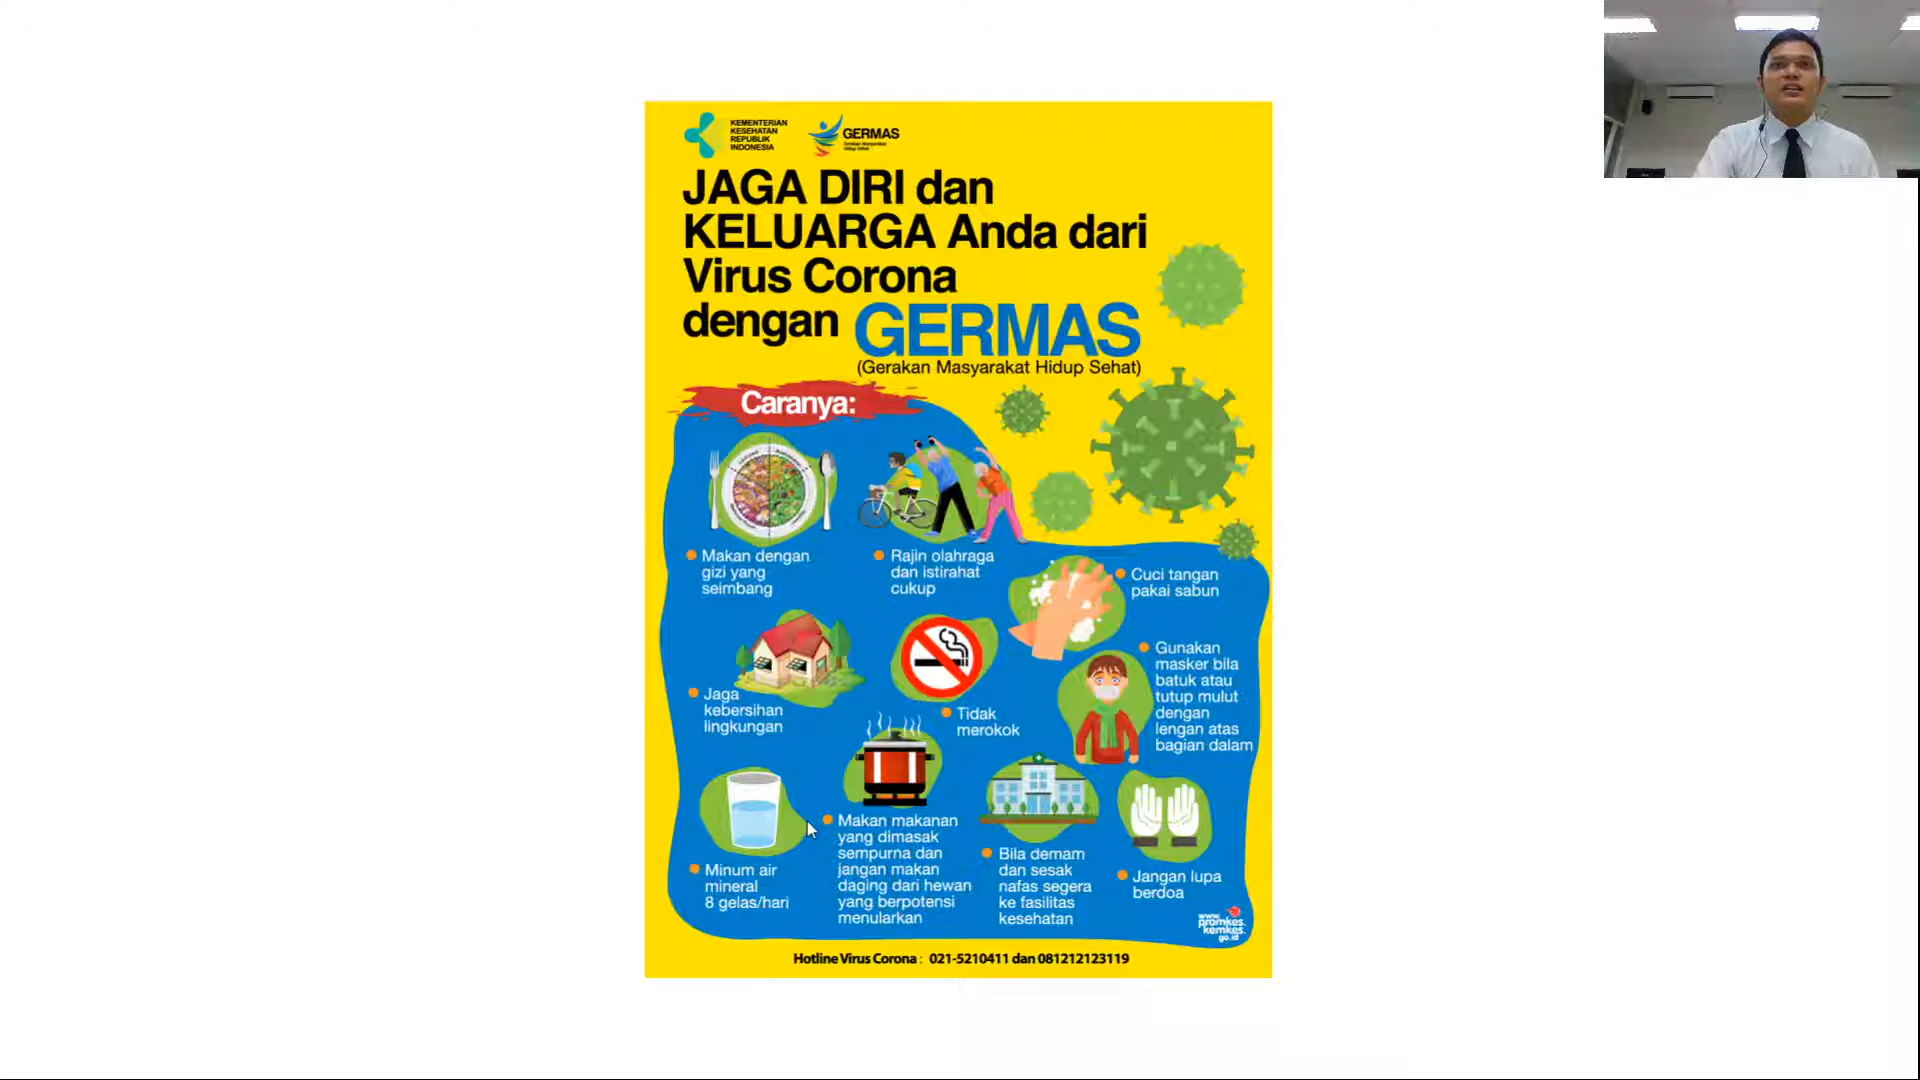 KEMENTERIAN
KESEHATAN
REPUBLIK
INDONESIA
GERMAS
Gerakan Masyarakat
Hidup Sehat
JAGA DIRI dan
KELUARGA Anda dari
Virus Corona
dengan GERMAS
(Gerakan Masyarakat Hidup Sehat)
Caranya:
Makan dengan
gizi yang
seimbang
Rajin olahraga
dan istirahat
cukup
Cuci tangan
pakai sabun
Jaga
kebersihan
lingkungan
Tidak
merokok
Gunakan
masker bila
batuk atau
tutup mulut
dengan
lengan atas
bagian dalam
Minum air
mineral
8 gelas/hari
Makan makanan
yang dimasak
sempurna dan
jangan makan
daging dari hewan
yang berpotensi
menularkan
Bila demam
dan sesak
nafas segera
ke fasilitas
kesehatan
Jangan lupa
berdoa
www.
promkes.
kemkes.
go.id
Hotline Virus Corona : 021-5210411 dan 081212123119